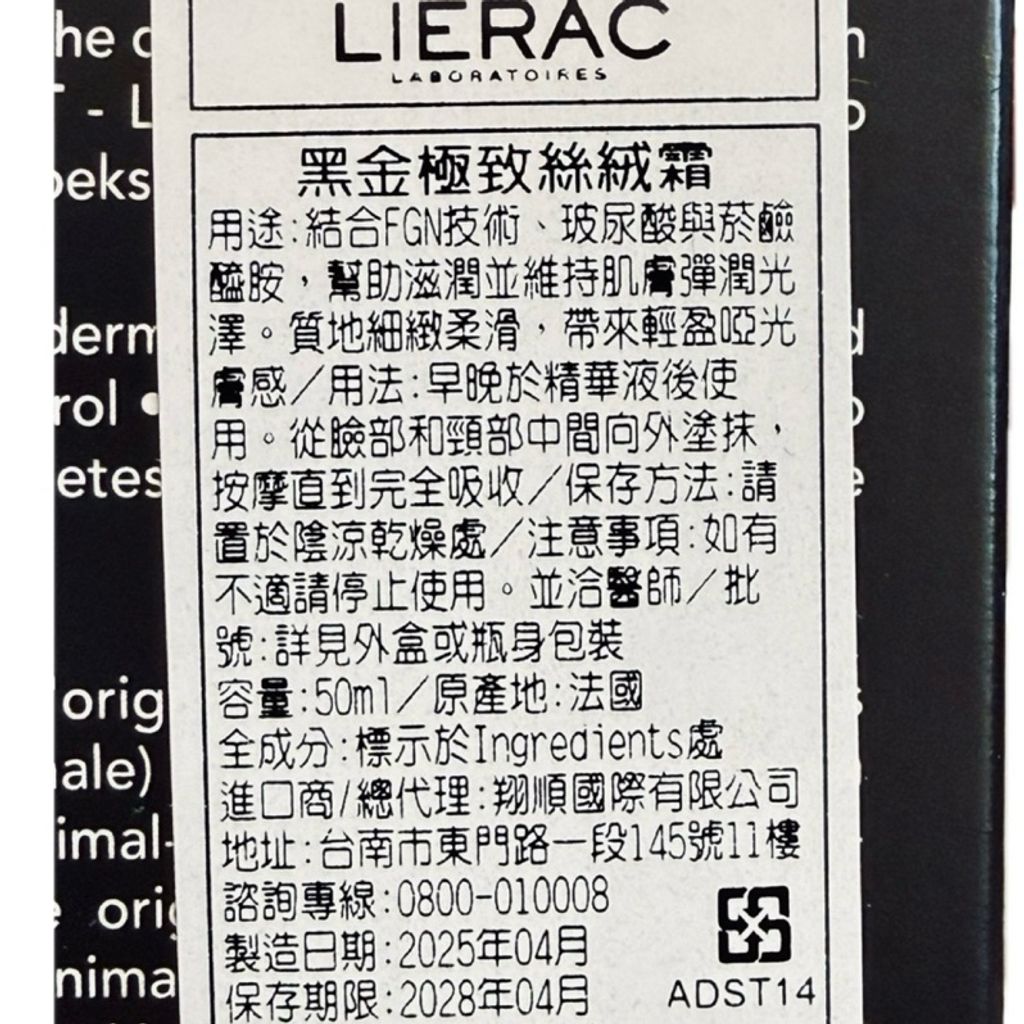 LIERAC
LABORATOIRES
黑金極致絲絨霜
用途:結合FGN技術、玻尿酸與菸鹼
醯胺，幫助滋潤並維持肌膚彈潤光
澤。質地細緻柔滑，帶來輕盈啞光
膚感／用法:早晚於精華液後使
用。從臉部和頸部中間向外塗抹，
按摩直到完全吸收／保存方法:請
置於陰涼乾燥處／注意事項:如有
不適請停止使用。並洽醫師／批
號:詳見外盒或瓶身包裝
容量:50ml／原產地:法國
全成分:標示於Ingredients處
進口商/總代理:翔順國際有限公司
地址:台南市東門路一段145號11樓
諮詢專線:0800-010008
製造日期:2025年04月
保存期限:2028年04月
ADST14